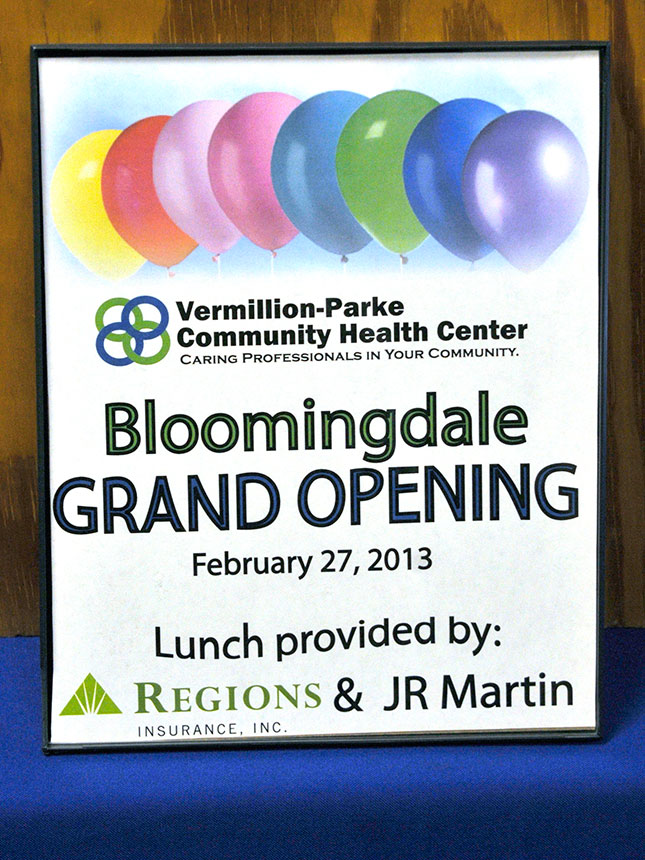 Vermillion-Parke
Community Health Center
Caring Professionals in Your Community.
Bloomingdale
GRAND OPENING
February 27, 2013
Lunch provided by:
REGIONS & JR Martin
INSURANCE, INC.